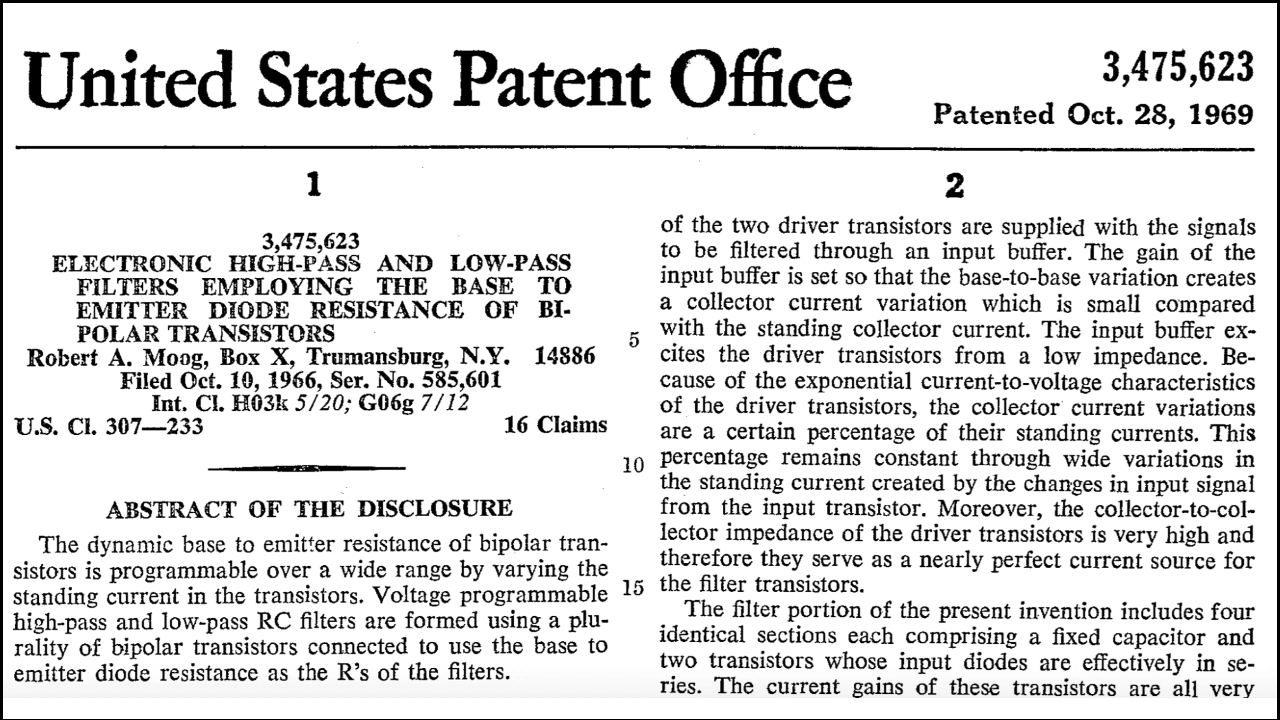 United States Patent Office
3,475,623
Patented Oct. 28, 1969
1
3,475,623
ELECTRONIC HIGH-PASS AND LOW-PASS
FILTERS EMPLOYING THE BASE TO
EMITTER DIODE RESISTANCE OF BI-
POLAR TRANSISTORS
Robert A. Moog, Box X, Trumansburg, N.Y. 14886
Filed Oct. 10, 1966, Ser. No. 585,601
Int. Cl. H03k 5/20; G06g 7/12
U.S. Cl. 307—233 16 Claims
ABSTRACT OF THE DISCLOSURE
The dynamic base to emitter resistance of bipolar tran-
sistors is programmable over a wide range by varying the
standing current in the transistors. Voltage programmable
high-pass and low-pass RC filters are formed using a plu-
rality of bipolar transistors connected to use the base to
emitter diode resistance as the R's of the filters.
5
10
15
2
of the two driver transistors are supplied with the signals
to be filtered through an input buffer. The gain of the
input buffer is set so that the base-to-base variation creates
a collector current variation which is small compared
with the standing collector current. The input buffer ex-
cites the driver transistors from a low impedance. Be-
cause of the exponential current-to-voltage characteristics
of the driver transistors, the collector current variations
are a certain percentage of their standing currents. This
percentage remains constant through wide variations in
the standing current created by the changes in input signal
from the input transistor. Moreover, the collector-to-col-
lector impedance of the driver transistors is very high and
therefore they serve as a nearly perfect current source for
the filter transistors.
The filter portion of the present invention includes four
identical sections each comprising a fixed capacitor and
two transistors whose input diodes are effectively in se-
ries. The current gains of these transistors are all very